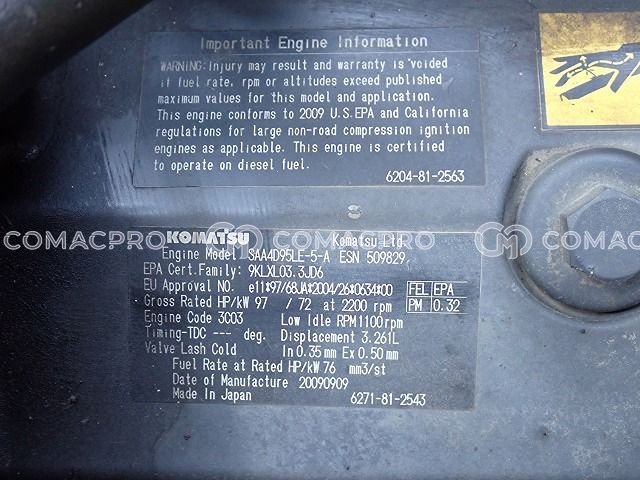 Important Engine Information
WARNING:Injury may result and warranty is "voided
if fuel rate, rpm or altitudes exceed published
maximum values for this model and application.
This engine conforms to 2009 U.S.EPA and California
regulations for large non-road compression ignition
engines as applicable. This engine is certified
to operate on diesel fuel.
6204-81-2563
COMACPRO COMACPRO COMACPRO
KOMATSU Komatsu Ltd.
Engine Model SAA4D95LE-5-A ESN 509829
EPA Cert.Family: 9KLXL03.3JD6
EU Approval NO. e11*97/68JA*2004/26*0634*00 FEL EPA
Gross Rated HP/kW 97 / 72 at 2200 rpm PM 0.32
Engine Code 3C03 Low Idle RPM1100rpm
Timing-TDC --- deg. Displacement 3.261L
Valve Lash Cold In 0.35 mm Ex 0.50 mm
Fuel Rate at Rated HP/kW 76 mm3/st
Date of Manufacture 20090909
Made In Japan 6271-81-2543